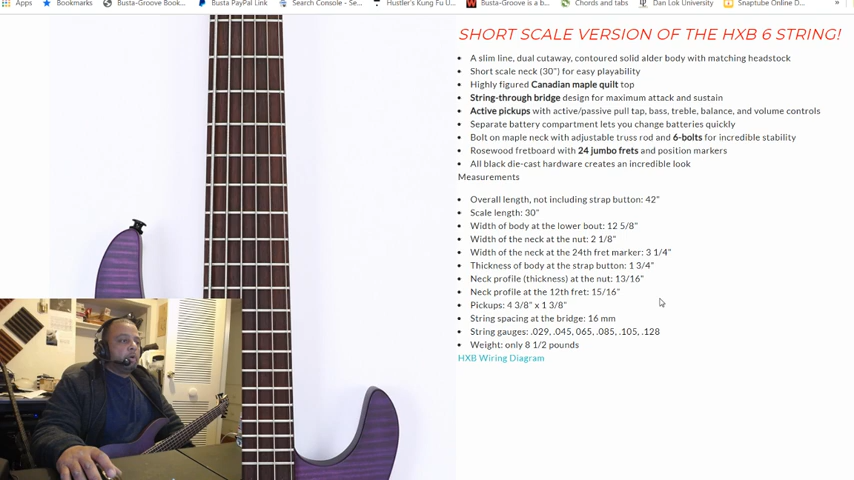 Apps
Bookmarks
Busta-Groove Book...
Busta PayPal Link
Search Console - Se...
Hustler's Kung Fu U...
Busta-Groove is a b...
Chords and tabs
Dan Lok University
Snaptube Online D...
»
SHORT SCALE VERSION OF THE HXB 6 STRING!
• A slim line, dual cutaway, contoured solid alder body with matching headstock
• Short scale neck (30") for easy playability
• Highly figured Canadian maple quilt top
• String-through bridge design for maximum attack and sustain
• Active pickups with active/passive pull tap, bass, treble, balance, and volume controls
• Separate battery compartment lets you change batteries quickly
• Bolt on maple neck with adjustable truss rod and 6-bolts for incredible stability
• Rosewood fretboard with 24 jumbo frets and position markers
• All black die-cast hardware creates an incredible look
Measurements
• Overall length, not including strap button: 42"
• Scale length: 30"
• Width of body at the lower bout: 12 5/8"
• Width of the neck at the nut: 2 1/8"
• Width of the neck at the 24th fret marker: 3 1/4"
• Thickness of body at the strap button: 1 3/4"
• Neck profile (thickness) at the nut: 13/16"
• Neck profile at the 12th fret: 15/16"
• Pickups: 4 3/8" x 1 3/8"
• String spacing at the bridge: 16 mm
• String gauges: .029, .045, 065, .085, .105, .128
• Weight: only 8 1/2 pounds
HXB Wiring Diagram